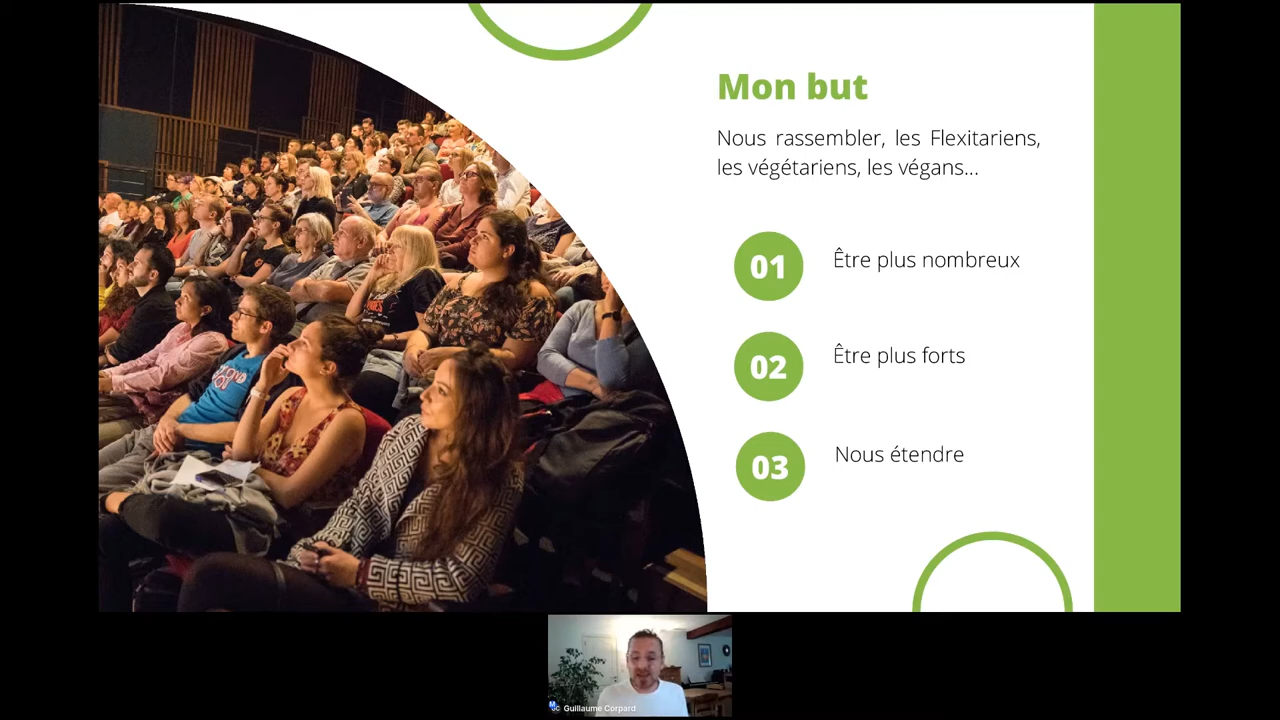 Mon but
Nous rassembler, les Flexitariens,
les végétariens, les végans...
01 Être plus nombreux
02 Être plus forts
03 Nous étendre
Guillaume Corpard